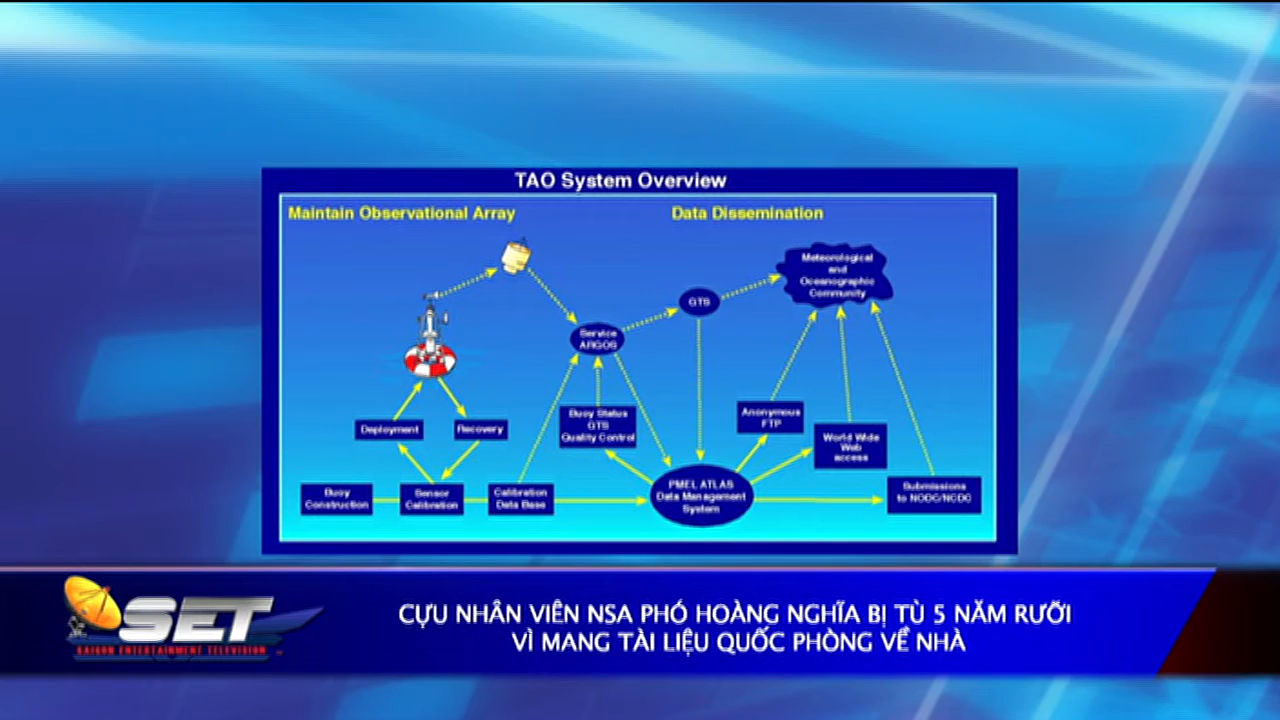 TAO System Overview
Maintain Observational Array
Data Dissemination
Meteorological
and
Oceanographic
Community
GTS
Service
ARGOS
Buoy Status
GTS
Quality Control
Anonymous
FTP
Deployment
Recovery
World Wide
Web
access
Buoy
Construction
Sensor
Calibration
Calibration
Data Base
PMEL ATLAS
Data Management
System
Submissions
to NODC/NCDC
SET
SAIGON ENTERTAINMENT TELEVISION
CỰU NHÂN VIÊN NSA PHÓ HOÀNG NGHĨA BỊ TÙ 5 NĂM RƯỠI
VÌ MANG TÀI LIỆU QUỐC PHÒNG VỀ NHÀ